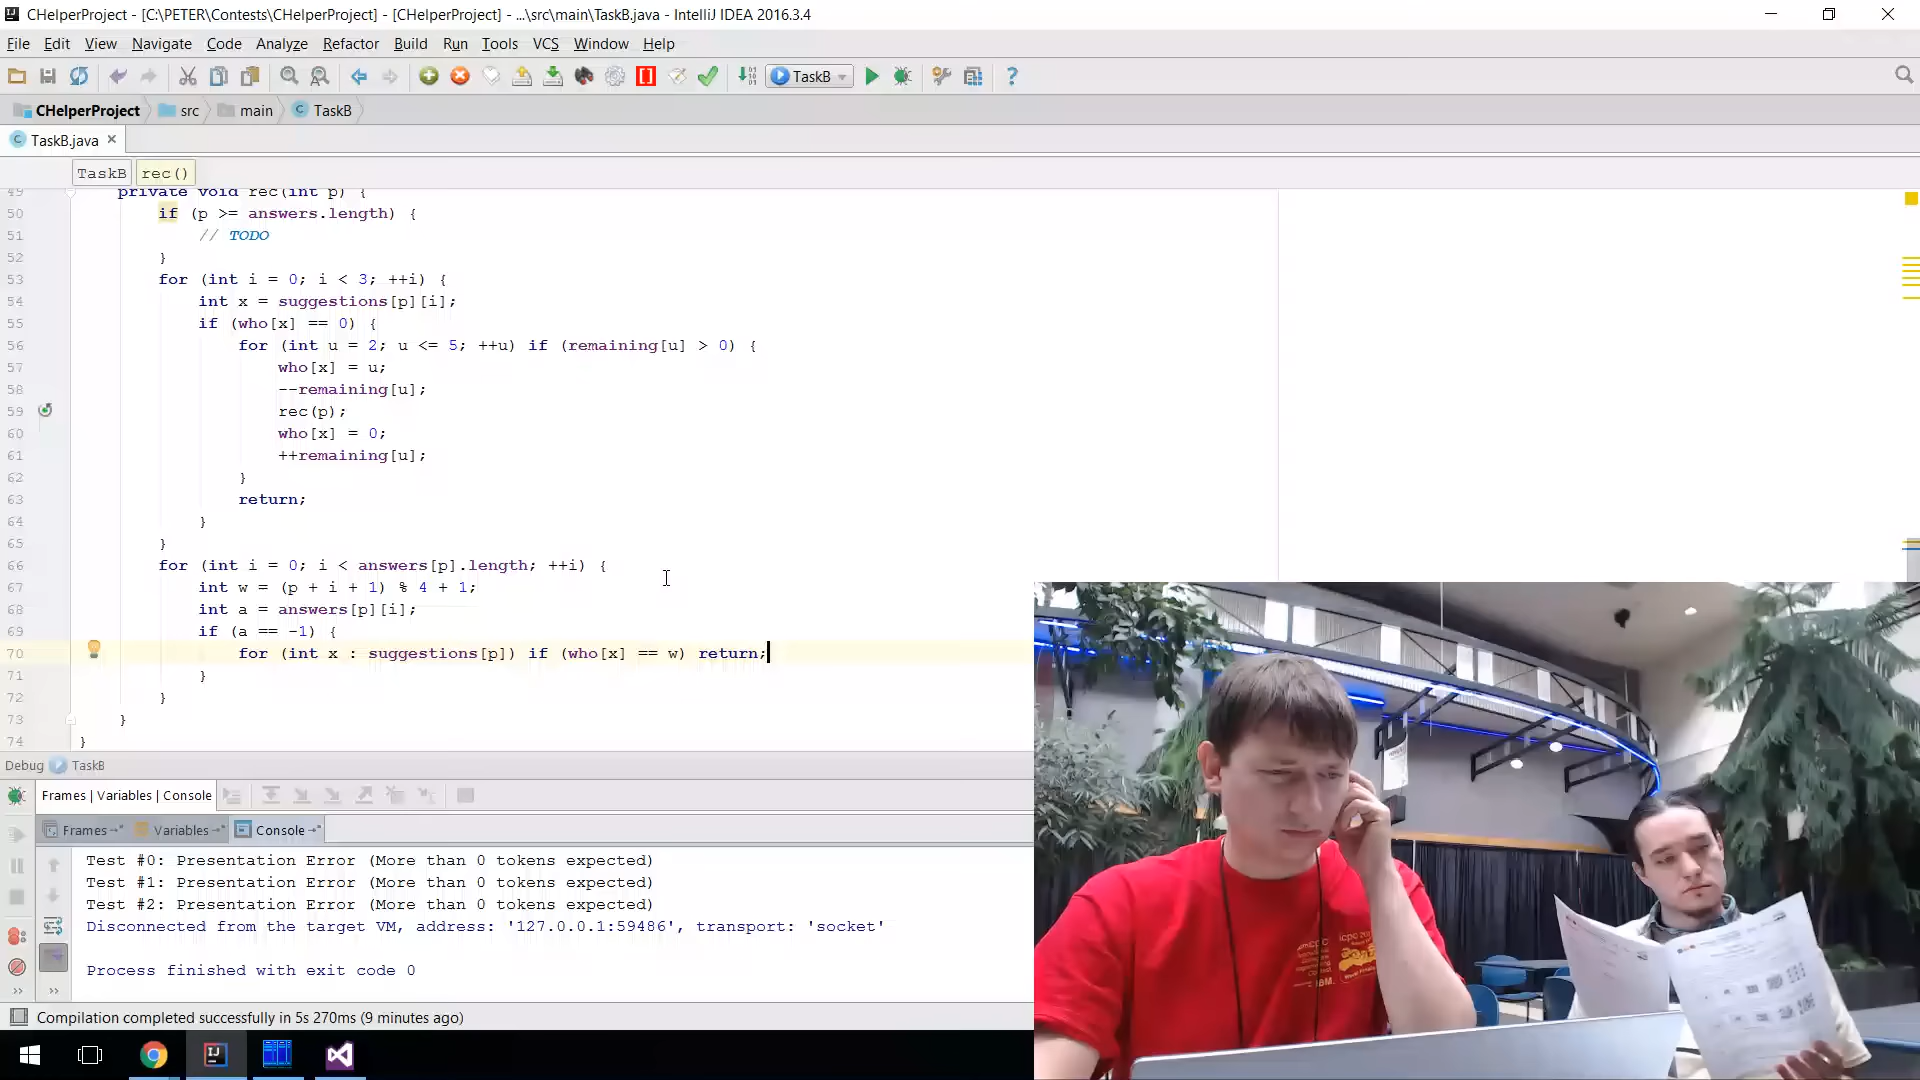 CHelperProject - [C:\PETER\Contests\CHelperProject] - [CHelperProject] - ...\src\main\TaskB.java - IntelliJ IDEA 2016.3.4
File Edit View Navigate Code Analyze Refactor Build Run Tools VCS Window Help
TaskB
CHelperProject src main TaskB
TaskB.java
TaskB rec()
49 private void rec(int p) {
50 if (p >= answers.length) {
51 // TODO
52 }
53 for (int i = 0; i < 3; ++i) {
54 int x = suggestions[p][i];
55 if (who[x] == 0) {
56 for (int u = 2; u <= 5; ++u) if (remaining[u] > 0) {
57 who[x] = u;
58 --remaining[u];
59 rec(p);
60 who[x] = 0;
61 ++remaining[u];
62 }
63 return;
64 }
65 }
66 for (int i = 0; i < answers[p].length; ++i) {
67 int w = (p + i + 1) % 4 + 1;
68 int a = answers[p][i];
69 if (a == -1) {
70 for (int x : suggestions[p]) if (who[x] == w) return;
71 }
72 }
73 }
74 }
Debug TaskB
Frames | Variables | Console
Frames Variables Console
Test #0: Presentation Error (More than 0 tokens expected)
Test #1: Presentation Error (More than 0 tokens expected)
Test #2: Presentation Error (More than 0 tokens expected)
Disconnected from the target VM, address: '127.0.0.1:59486', transport: 'socket'
Process finished with exit code 0
Compilation completed successfully in 5s 270ms (9 minutes ago)
IBM.